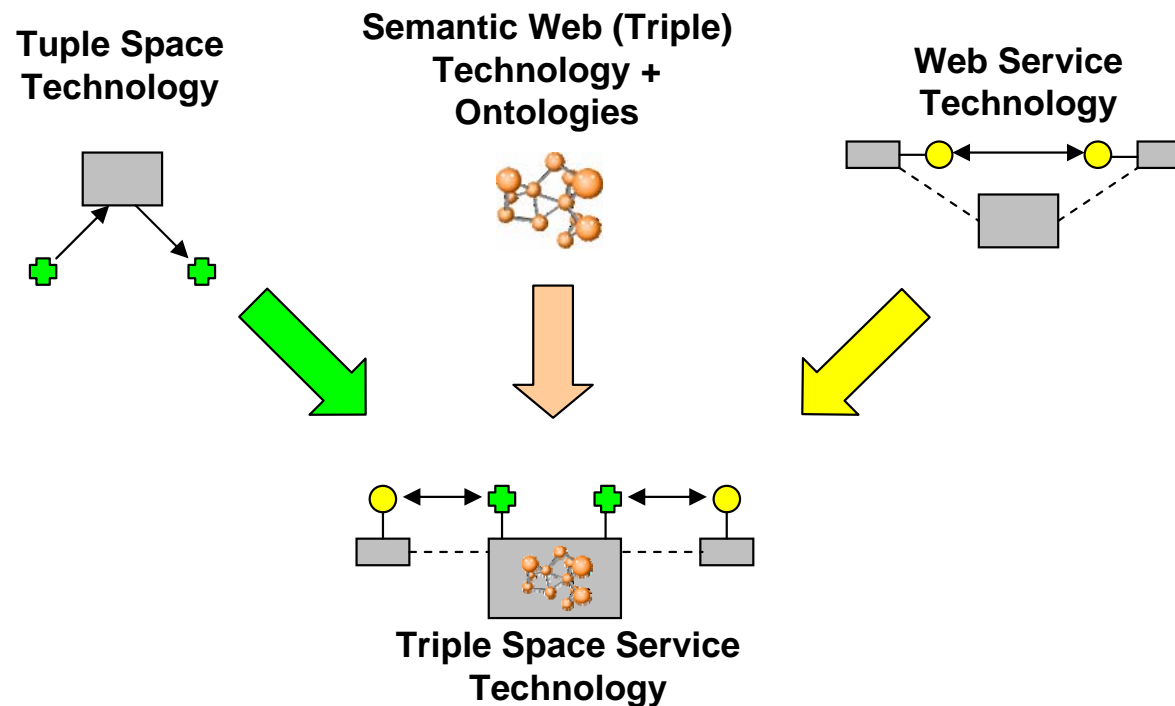 Tuple Space
Technology
Semantic Web (Triple)
Technology +
Ontologies
Web Service
Technology
Triple Space Service
Technology